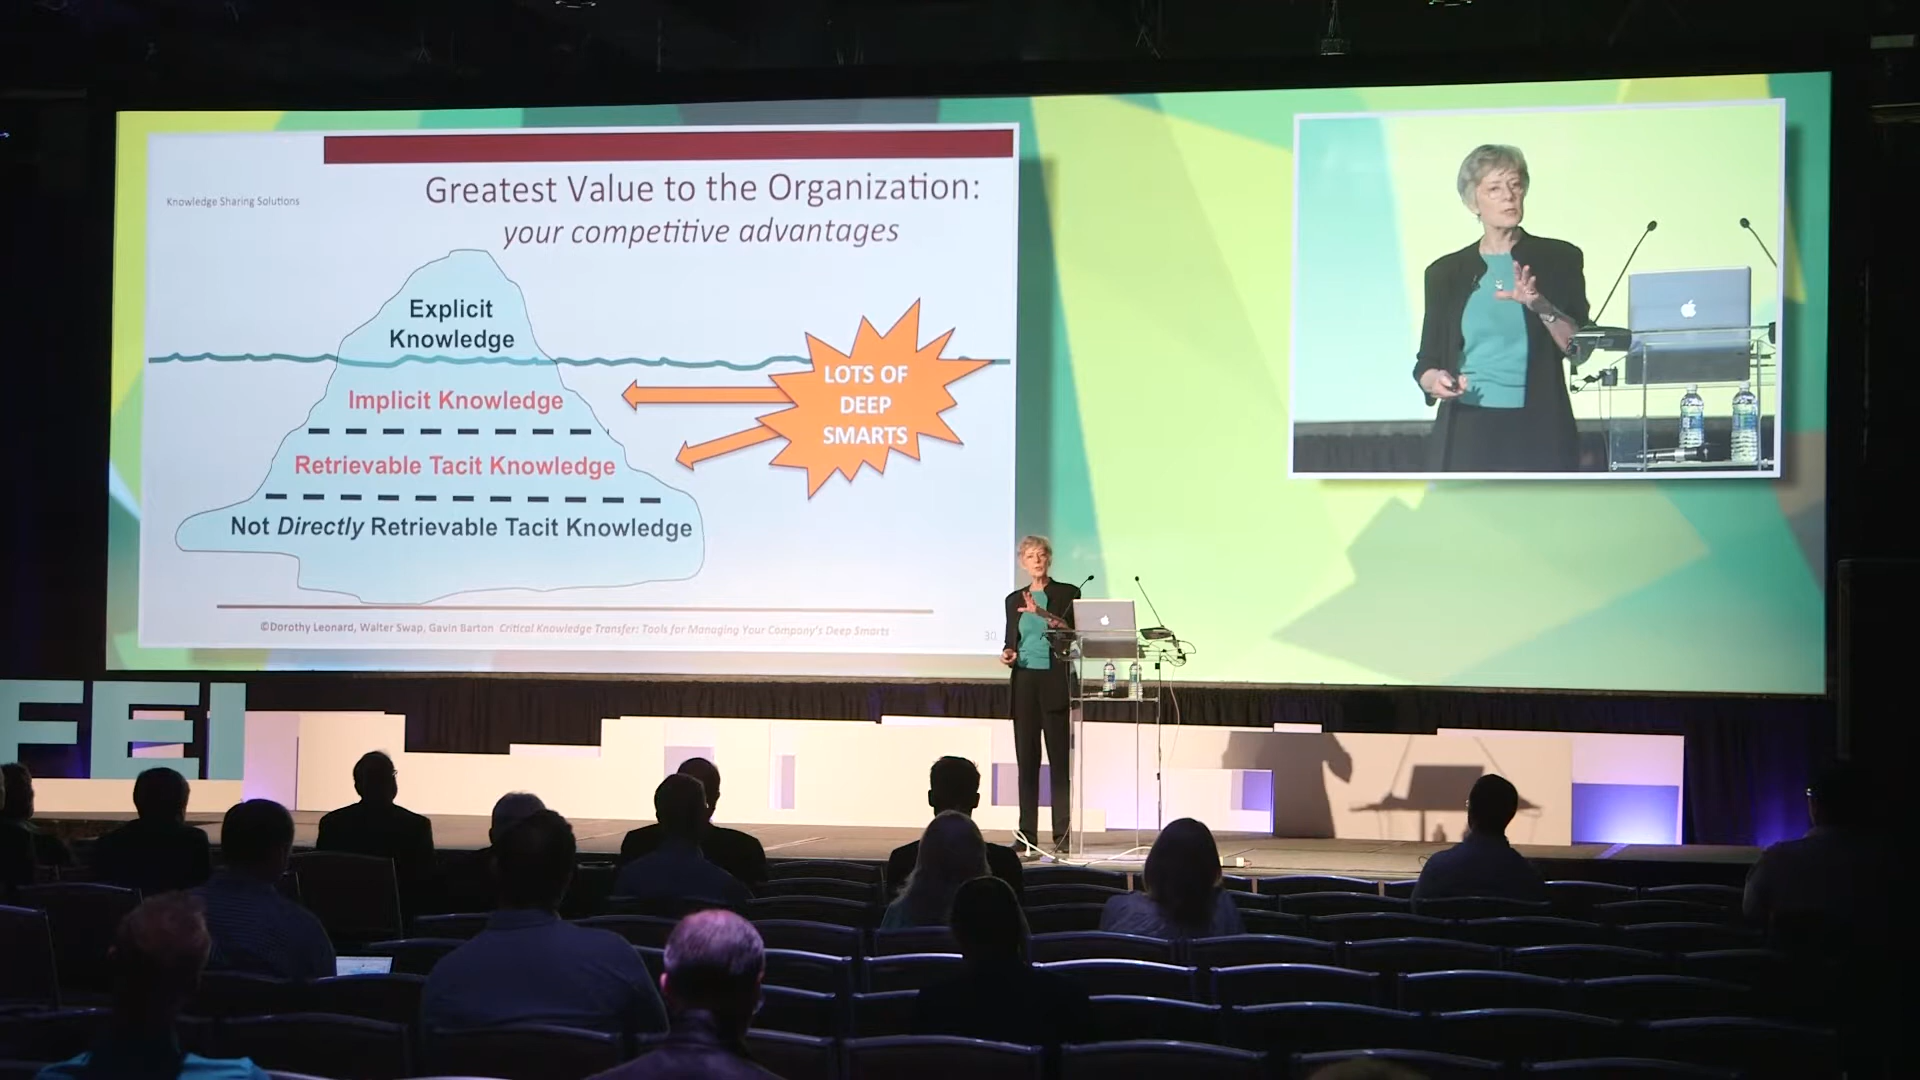 Knowledge Sharing Solutions
Greatest Value to the Organization:
your competitive advantages
Explicit
Knowledge
Implicit Knowledge
Retrievable Tacit Knowledge
Not Directly Retrievable Tacit Knowledge
LOTS OF
DEEP
SMARTS
©Dorothy Leonard, Walter Swap, Gavin Barton Critical Knowledge Transfer: Tools for Managing Your Company's Deep Smarts
30
FEI